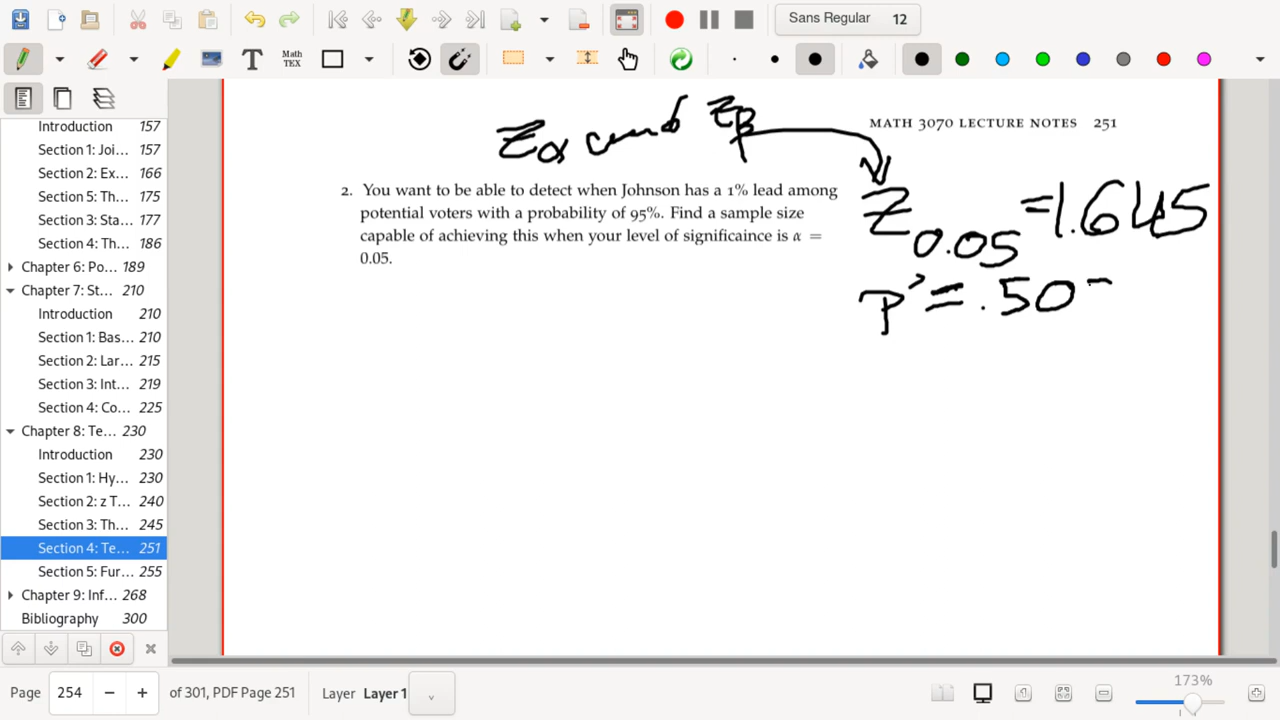 Sans Regular 12
Math TEX
Introduction 157
Section 1: Joi... 157
Section 2: Ex... 166
Section 5: Th... 175
Section 3: Sta... 177
Section 4: Th... 186
Chapter 6: Po... 189
Chapter 7: St... 210
Introduction 210
Section 1: Bas... 210
Section 2: Lar... 215
Section 3: Int... 219
Section 4: Co... 225
Chapter 8: Te... 230
Introduction 230
Section 1: Hy... 230
Section 2: z T... 240
Section 3: Th... 245
Section 4: Te... 251
Section 5: Fur... 255
Chapter 9: Inf... 268
Bibliography 300
MATH 3070 LECTURE NOTES 251
Zα and Zβ
2. You want to be able to detect when Johnson has a 1% lead among
potential voters with a probability of 95%. Find a sample size
capable of achieving this when your level of significaince is α =
0.05.
Z0.05 = 1.645
p' = .50
Page 254 of 301, PDF Page 251
Layer Layer 1
173%